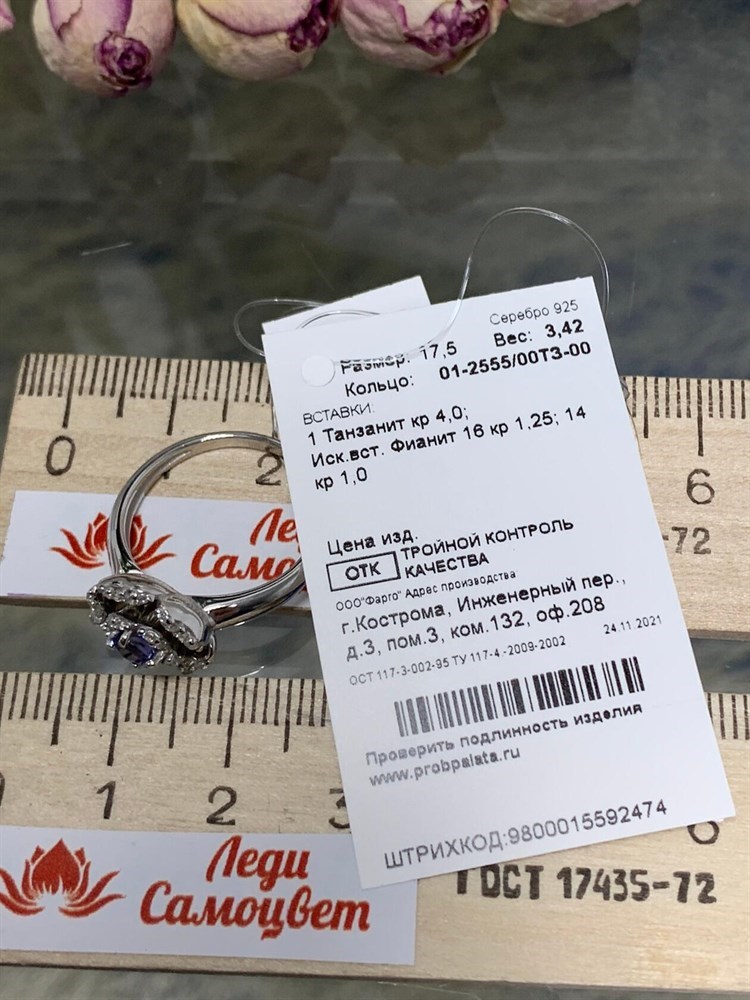 Серебро 925
Размер: 17,5 Вес: 3,42
Кольцо: 01-2555/00ТЗ-00
ВСТАВКИ:
1 Танзанит кр 4,0;
Иск.вст. Фианит 16 кр 1,25; 14
кр 1,0
Цена изд.
ОТК ТРОЙНОЙ КОНТРОЛЬ
КАЧЕСТВА
ООО"Фарго" Адрес производства
г.Кострома, Инженерный пер.,
д.3, пом.3, ком.132, оф.208
24.11.2021
ОСТ 117-3-002-95 ТУ 117-4.-2009-2002
Проверить подлинность изделия
www.probpalata.ru
ШТРИХКОД:9800015592474
0 2 6
-72
Леди
Самоц
1 2 3 6
Леди
Самоцвет
ГОСТ 17435-72